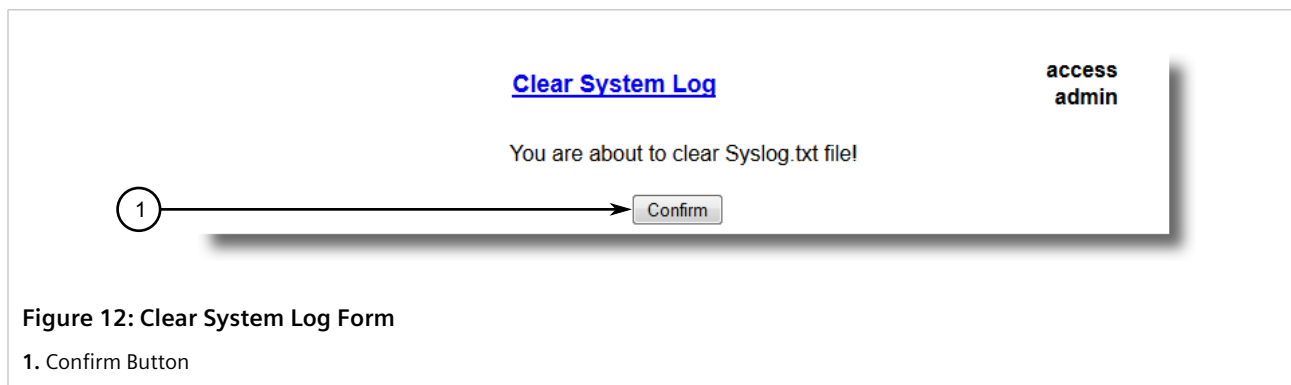 Clear System Log
access
admin
You are about to clear Syslog.txt file!
1
Confirm
Figure 12: Clear System Log Form
1. Confirm Button